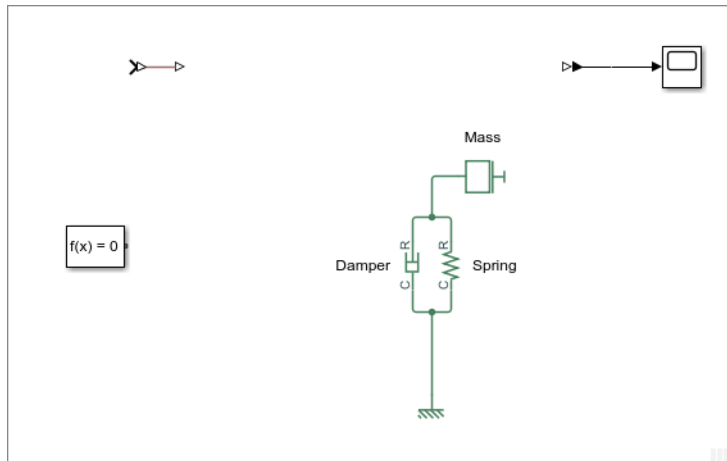 Mass
f(x) = 0
Damper
R
R
C
C
Spring